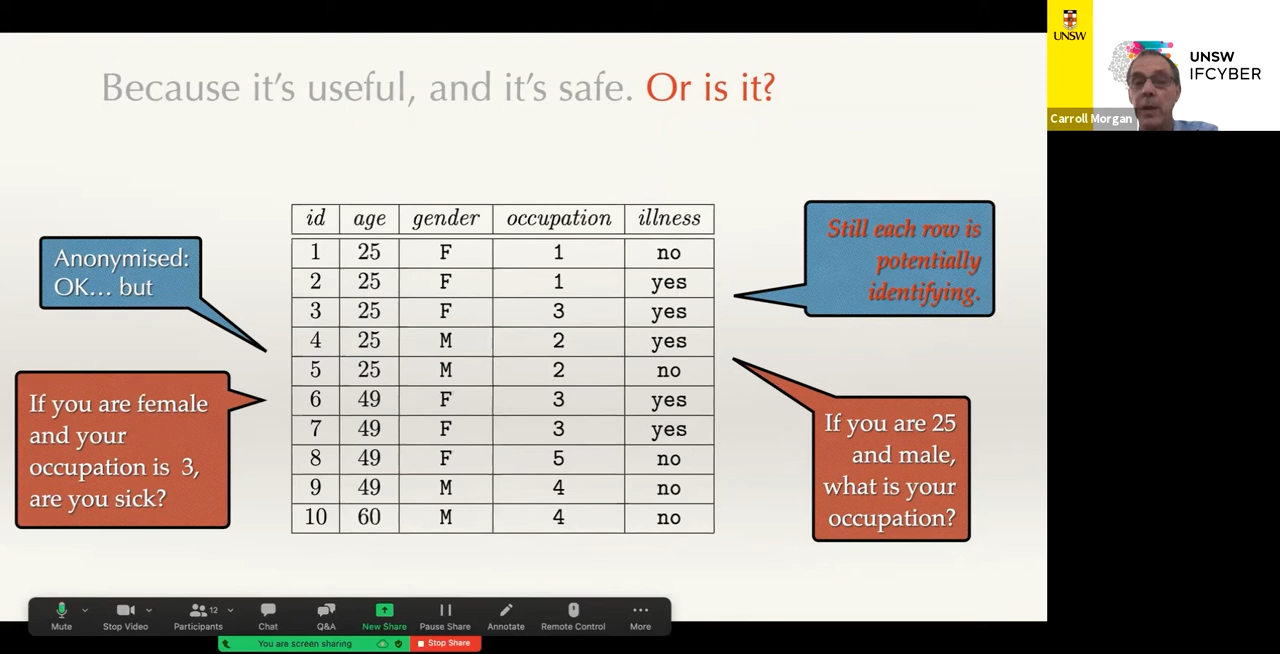 Because it's useful, and it's safe. Or is it?
UNSW
UNSW
IFCYBER
Carroll Morgan
Anonymised:
OK... but
If you are female
and your
occupation is 3,
are you sick?
id age gender occupation illness
1 25 F 1 no
2 25 F 1 yes
3 25 F 3 yes
4 25 M 2 yes
5 25 M 2 no
6 49 F 3 yes
7 49 F 3 yes
8 49 F 5 no
9 49 M 4 no
10 60 M 4 no
Still each row is
potentially
identifying.
If you are 25
and male,
what is your
occupation?
Mute
Stop Video
12
Participants
Chat
Q&A
New Share
Pause Share
Annotate
Remote Control
More
You are screen sharing
Stop Share